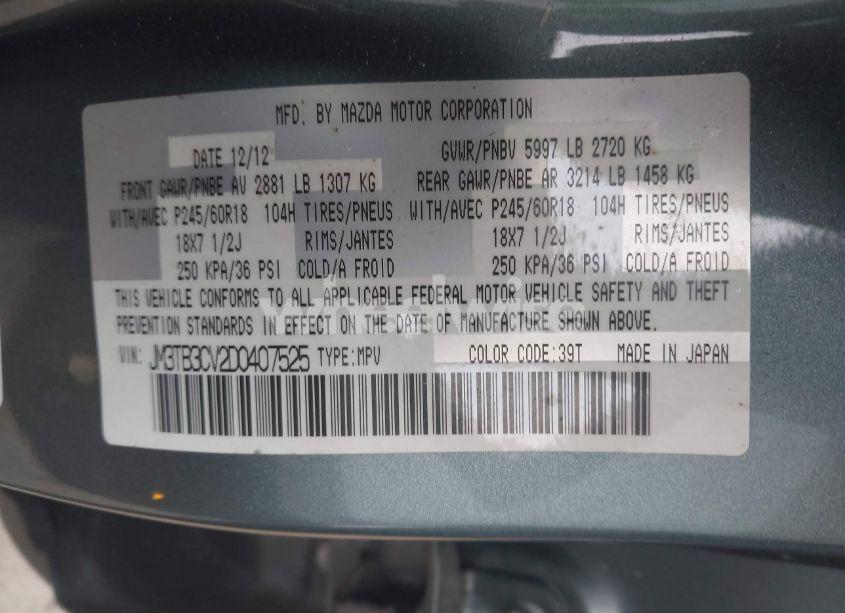 MFD. BY MAZDA MOTOR CORPORATION
DATE 12/12 GVWR/PNBV 5997 LB 2720 KG
FRONT GAWR/PNBE AV 2881 LB 1307 KG REAR GAWR/PNBE AR 3214 LB 1458 KG
WITH/AVEC P245/60R18 104H TIRES/PNEUS WITH/AVEC P245/60R18 104H TIRES/PNEUS
18X7 1/2J RIMS/JANTES 18X7 1/2J RIMS/JANTES
250 KPA/36 PSI COLD/A FROID 250 KPA/36 PSI COLD/A FROID
THIS VEHICLE CONFORMS TO ALL APPLICABLE FEDERAL MOTOR VEHICLE SAFETY AND THEFT
PREVENTION STANDARDS IN EFFECT ON THE DATE OF MANUFACTURE SHOWN ABOVE.
VIN: JM3TB3CV2D0407525 TYPE:MPV COLOR CODE:39T MADE IN JAPAN